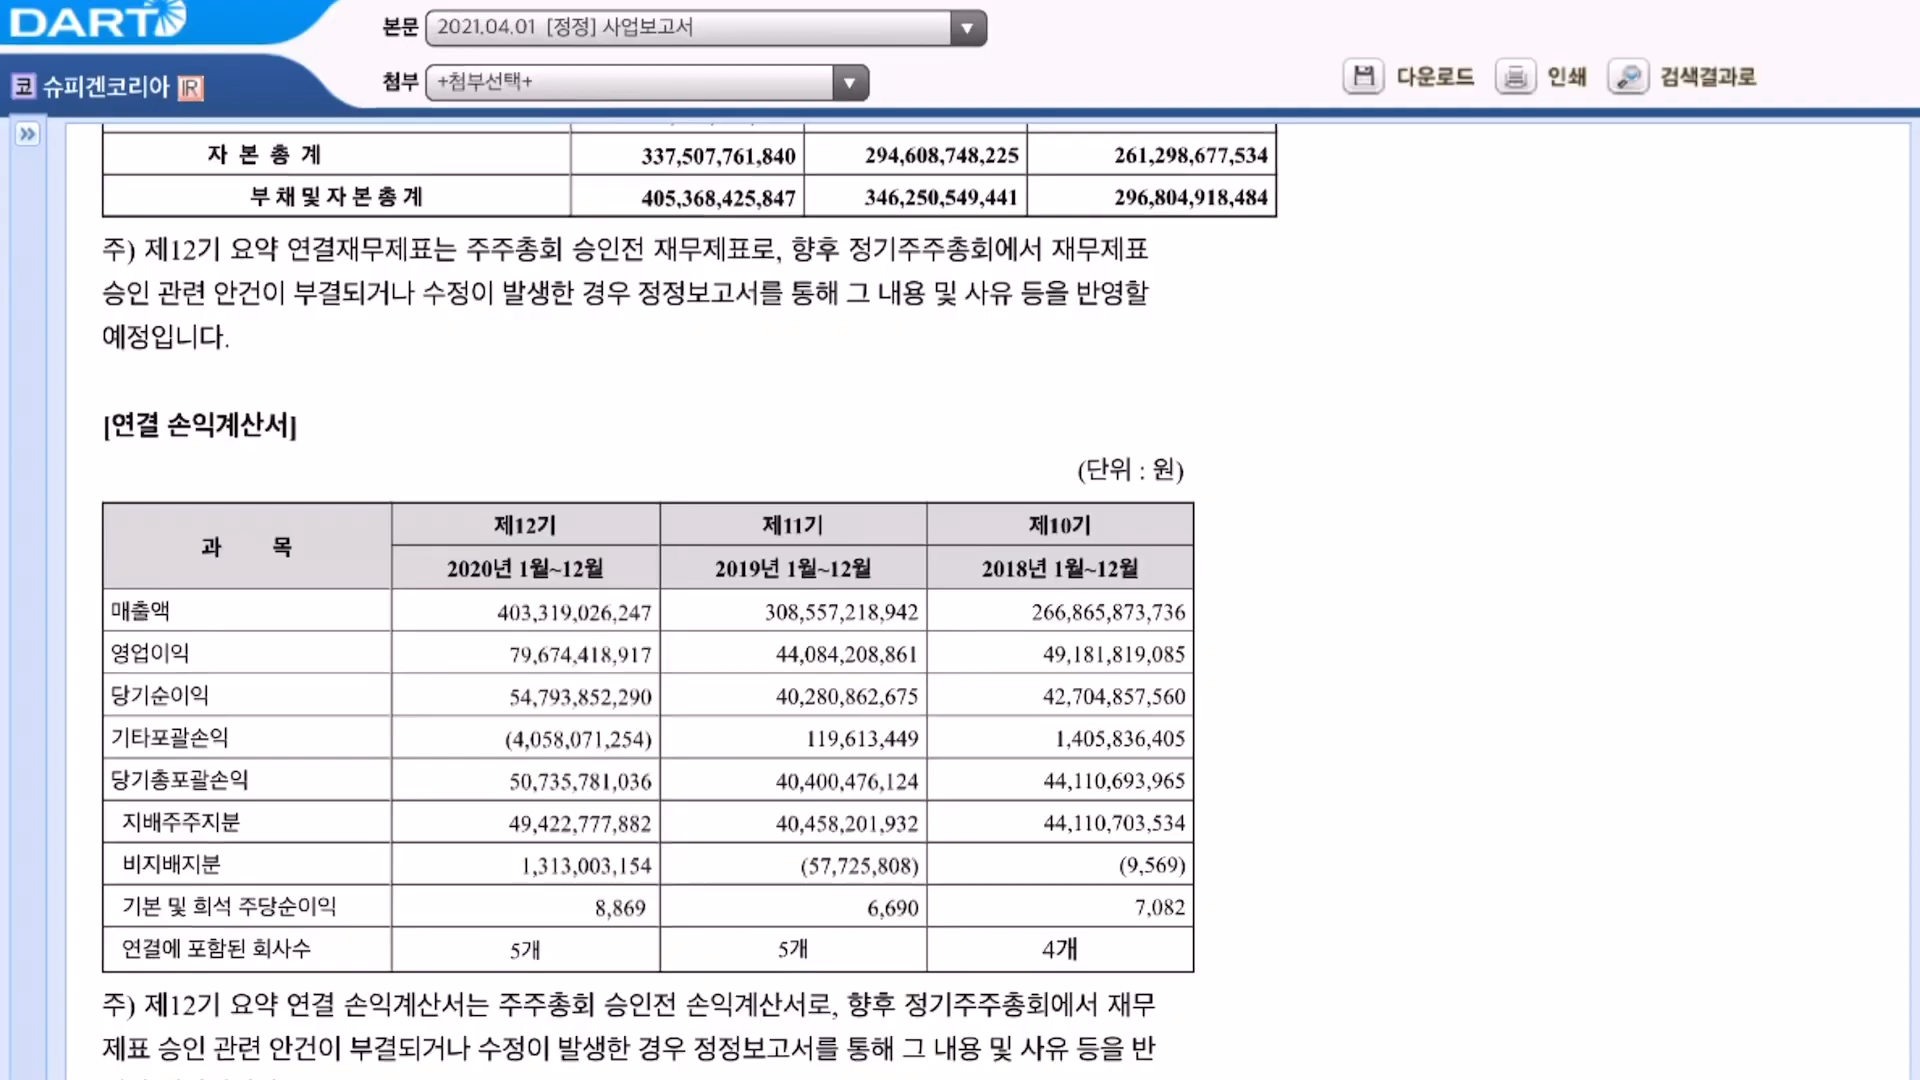 DART
본문 2021.04.01 [정정] 사업보고서
코 슈피겐코리아 IR
첨부 +첨부선택+
다운로드 인쇄 검색결과로
자 본 총 계 337,507,761,840 294,608,748,225 261,298,677,534
부 채 및 자 본 총 계 405,368,425,847 346,250,549,441 296,804,918,484
주) 제12기 요약 연결재무제표는 주주총회 승인전 재무제표로, 향후 정기주주총회에서 재무제표
승인 관련 안건이 부결되거나 수정이 발생한 경우 정정보고서를 통해 그 내용 및 사유 등을 반영할
예정입니다.
[연결 손익계산서]
(단위 : 원)
과 목 제12기 제11기 제10기
2020년 1월~12월 2019년 1월~12월 2018년 1월~12월
매출액 403,319,026,247 308,557,218,942 266,865,873,736
영업이익 79,674,418,917 44,084,208,861 49,181,819,085
당기순이익 54,793,852,290 40,280,862,675 42,704,857,560
기타포괄손익 (4,058,071,254) 119,613,449 1,405,836,405
당기총포괄손익 50,735,781,036 40,400,476,124 44,110,693,965
지배주주지분 49,422,777,882 40,458,201,932 44,110,703,534
비지배지분 1,313,003,154 (57,725,808) (9,569)
기본 및 희석 주당순이익 8,869 6,690 7,082
연결에 포함된 회사수 5개 5개 4개
주) 제12기 요약 연결 손익계산서는 주주총회 승인전 손익계산서로, 향후 정기주주총회에서 재무
제표 승인 관련 안건이 부결되거나 수정이 발생한 경우 정정보고서를 통해 그 내용 및 사유 등을 반